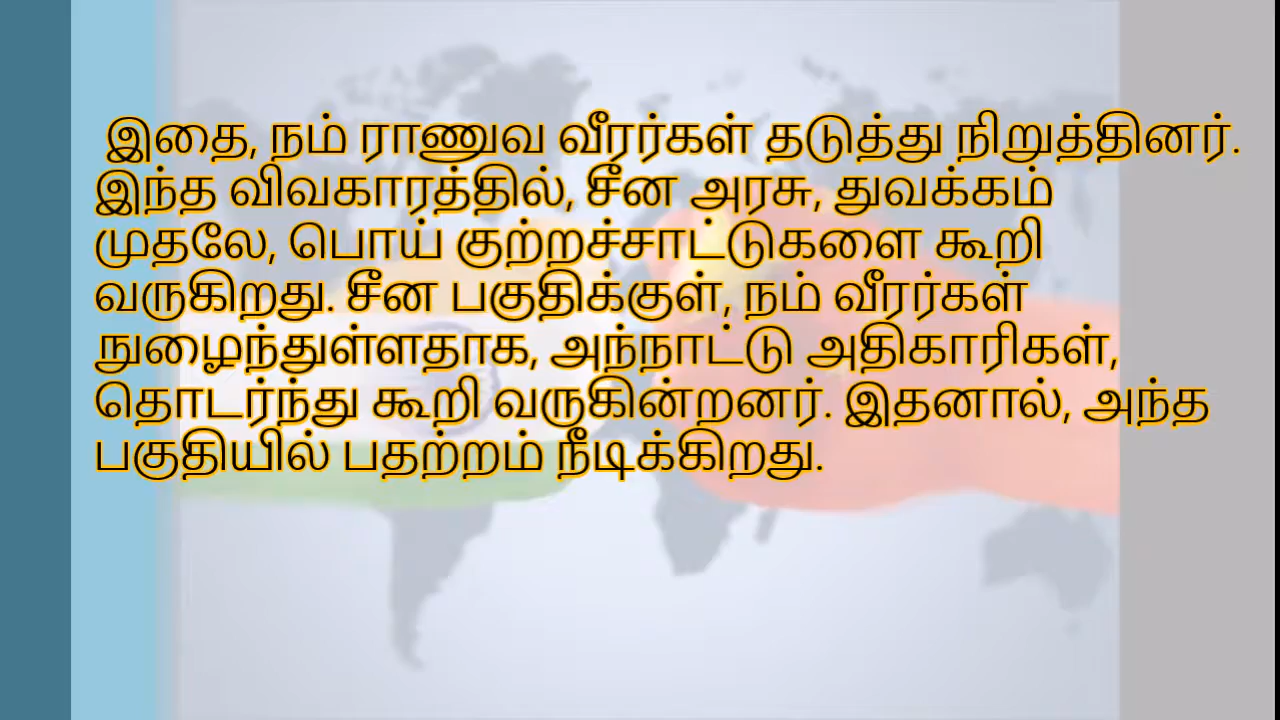 இதை, நம் ராணுவ வீரர்கள் தடுத்து நிறுத்தினர்.
இந்த விவகாரத்தில், சீன அரசு, துவக்கம்
முதலே, பொய் குற்றச்சாட்டுகளை கூறி
வருகிறது. சீன பகுதிக்குள், நம் வீரர்கள்
நுழைந்துள்ளதாக, அந்நாட்டு அதிகாரிகள்,
தொடர்ந்து கூறி வருகின்றனர். இதனால், அந்த
பகுதியில் பதற்றம் நீடிக்கிறது.